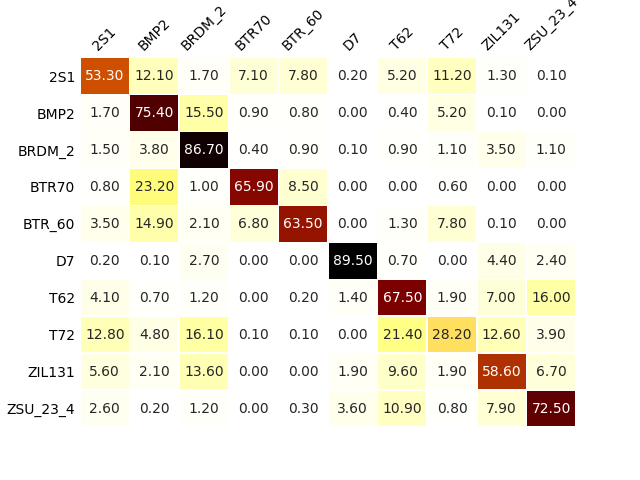 2S1 BMP2 BRDM_2 BTR70 BTR_60 D7 T62 T72 ZIL131 ZSU_23_4
2S1 53.30 12.10 1.70 7.10 7.80 0.20 5.20 11.20 1.30 0.10
BMP2 1.70 75.40 15.50 0.90 0.80 0.00 0.40 5.20 0.10 0.00
BRDM_2 1.50 3.80 86.70 0.40 0.90 0.10 0.90 1.10 3.50 1.10
BTR70 0.80 23.20 1.00 65.90 8.50 0.00 0.00 0.60 0.00 0.00
BTR_60 3.50 14.90 2.10 6.80 63.50 0.00 1.30 7.80 0.10 0.00
D7 0.20 0.10 2.70 0.00 0.00 89.50 0.70 0.00 4.40 2.40
T62 4.10 0.70 1.20 0.00 0.20 1.40 67.50 1.90 7.00 16.00
T72 12.80 4.80 16.10 0.10 0.10 0.00 21.40 28.20 12.60 3.90
ZIL131 5.60 2.10 13.60 0.00 0.00 1.90 9.60 1.90 58.60 6.70
ZSU_23_4 2.60 0.20 1.20 0.00 0.30 3.60 10.90 0.80 7.90 72.50